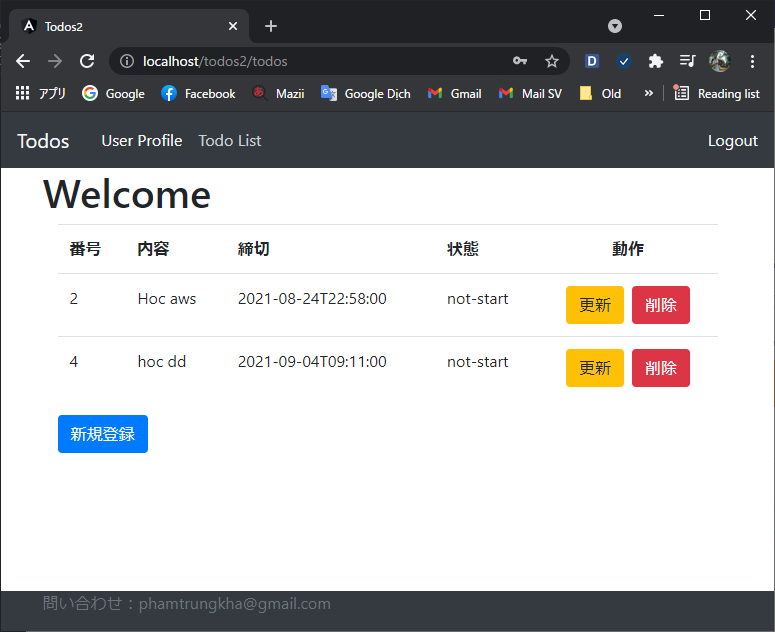 Todos2
localhost/todos2/todos
アプリ Google Facebook Mazii Google Dịch Gmail Mail SV Old » Reading list
Todos User Profile Todo List Logout
Welcome
番号 内容 締切 状態 動作
2 Hoc aws 2021-08-24T22:58:00 not-start 更新 削除
4 hoc dd 2021-09-04T09:11:00 not-start 更新 削除
新規登録
問い合わせ：phamtrungkha@gmail.com